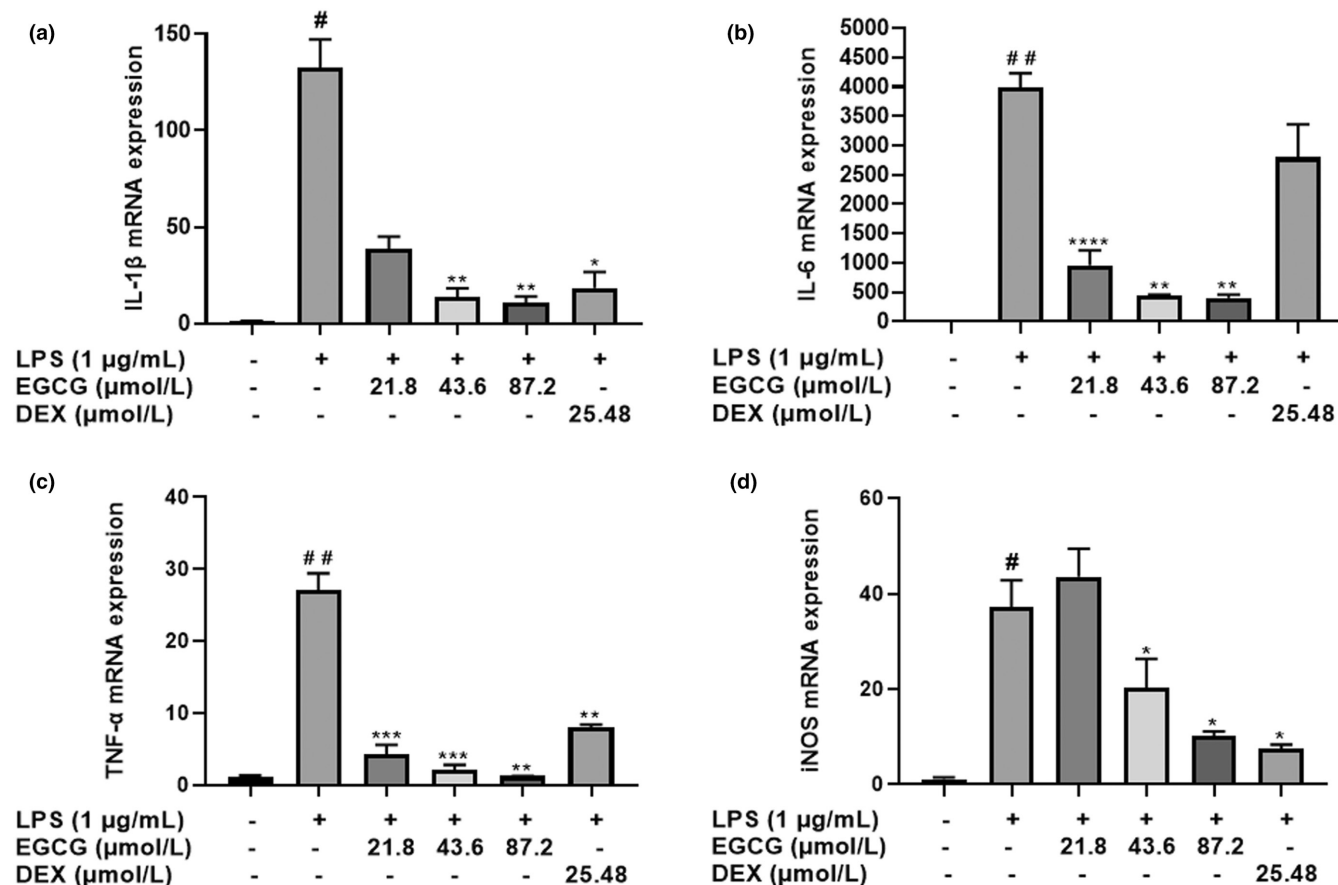 (a)
IL-1β mRNA expression
150
100
50
0
#
** ** *
LPS (1 µg/mL) - + + + + +
EGCG (µmol/L) - - 21.8 43.6 87.2 -
DEX (µmol/L) - - - - - 25.48
(b)
IL-6 mRNA expression
5000
4500
4000
3500
3000
2500
2000
1500
1000
500
0
# #
**** ** **
LPS (1 µg/mL) - + + + + +
EGCG (µmol/L) - - 21.8 43.6 87.2 -
DEX (µmol/L) - - - - - 25.48
(c)
TNF-α mRNA expression
40
30
20
10
0
# #
*** *** ** **
LPS (1 µg/mL) - + + + + +
EGCG (µmol/L) - - 21.8 43.6 87.2 -
DEX (µmol/L) - - - - - 25.48
(d)
iNOS mRNA expression
60
40
20
0
#
* * *
LPS (1 µg/mL) - + + + + +
EGCG (µmol/L) - - 21.8 43.6 87.2 -
DEX (µmol/L) - - - - - 25.48